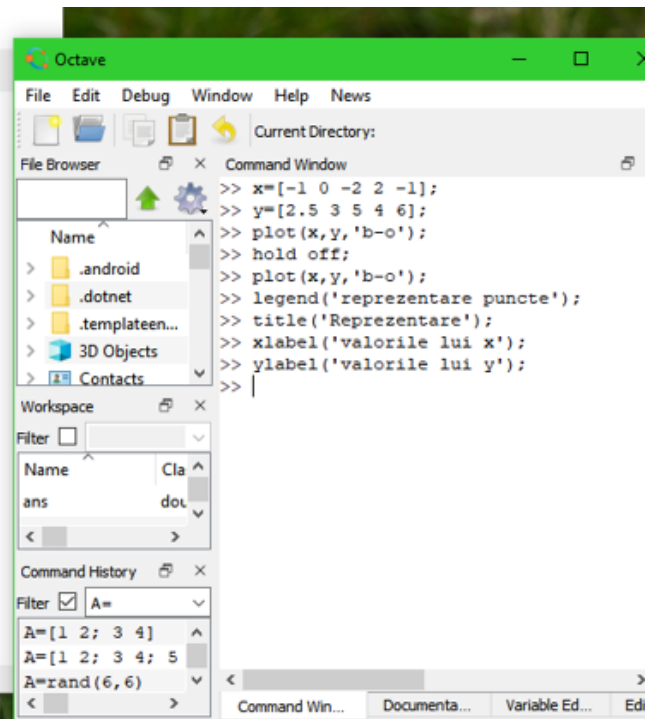 Octave
File Edit Debug Window Help News
Current Directory:
File Browser
Name
.android
.dotnet
.templateen...
3D Objects
Contacts
Workspace
Filter
Name Cla
ans dou
Command History
Filter A=
A=[1 2; 3 4]
A=[1 2; 3 4; 5
A=rand(6,6)
Command Window
>> x=[-1 0 -2 2 -1];
>> y=[2.5 3 5 4 6];
>> plot(x,y,'b-o');
>> hold off;
>> plot(x,y,'b-o');
>> legend('reprezentare puncte');
>> title('Reprezentare');
>> xlabel('valorile lui x');
>> ylabel('valorile lui y');
>>
Command Win... Documenta... Variable Ed... Edi